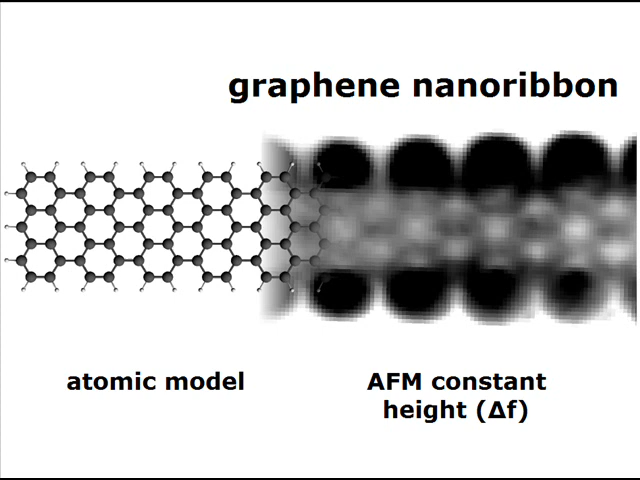 graphene nanoribbon
atomic model
AFM constant
height (Δf)